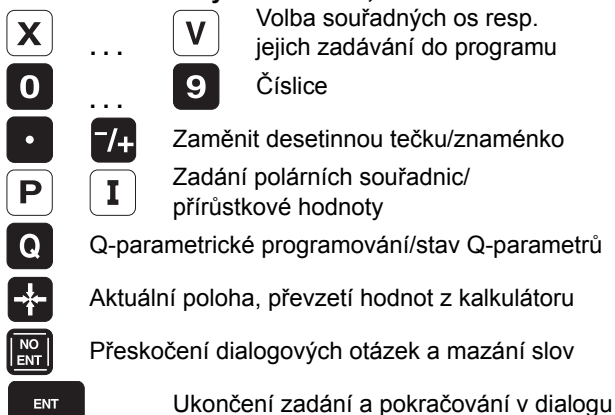 X ... V Volba souřadných os resp.
jejich zadávání do programu
0 ... 9 Číslice
. -/+ Zaměnit desetinnou tečku/znaménko
P I Zadání polárních souřadnic/
přírůstkové hodnoty
Q Q-parametrické programování/stav Q-parametrů
Aktuální poloha, převzetí hodnot z kalkulátoru
NO
ENT Přeskočení dialogových otázek a mazání slov
ENT Ukončení zadání a pokračování v dialogu